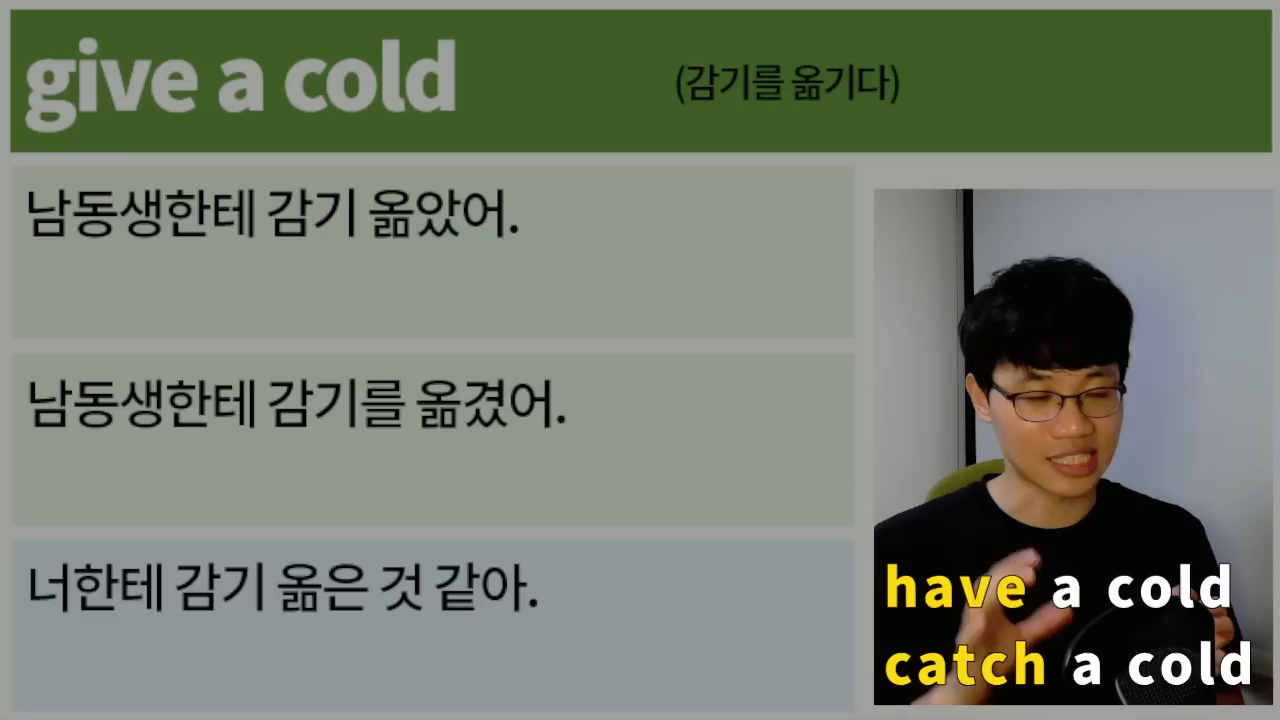 give a cold
(감기를 옮기다)
남동생한테 감기 옮았어.
남동생한테 감기를 옮겼어.
너한테 감기 옮은 것 같아.
have a cold
catch a cold